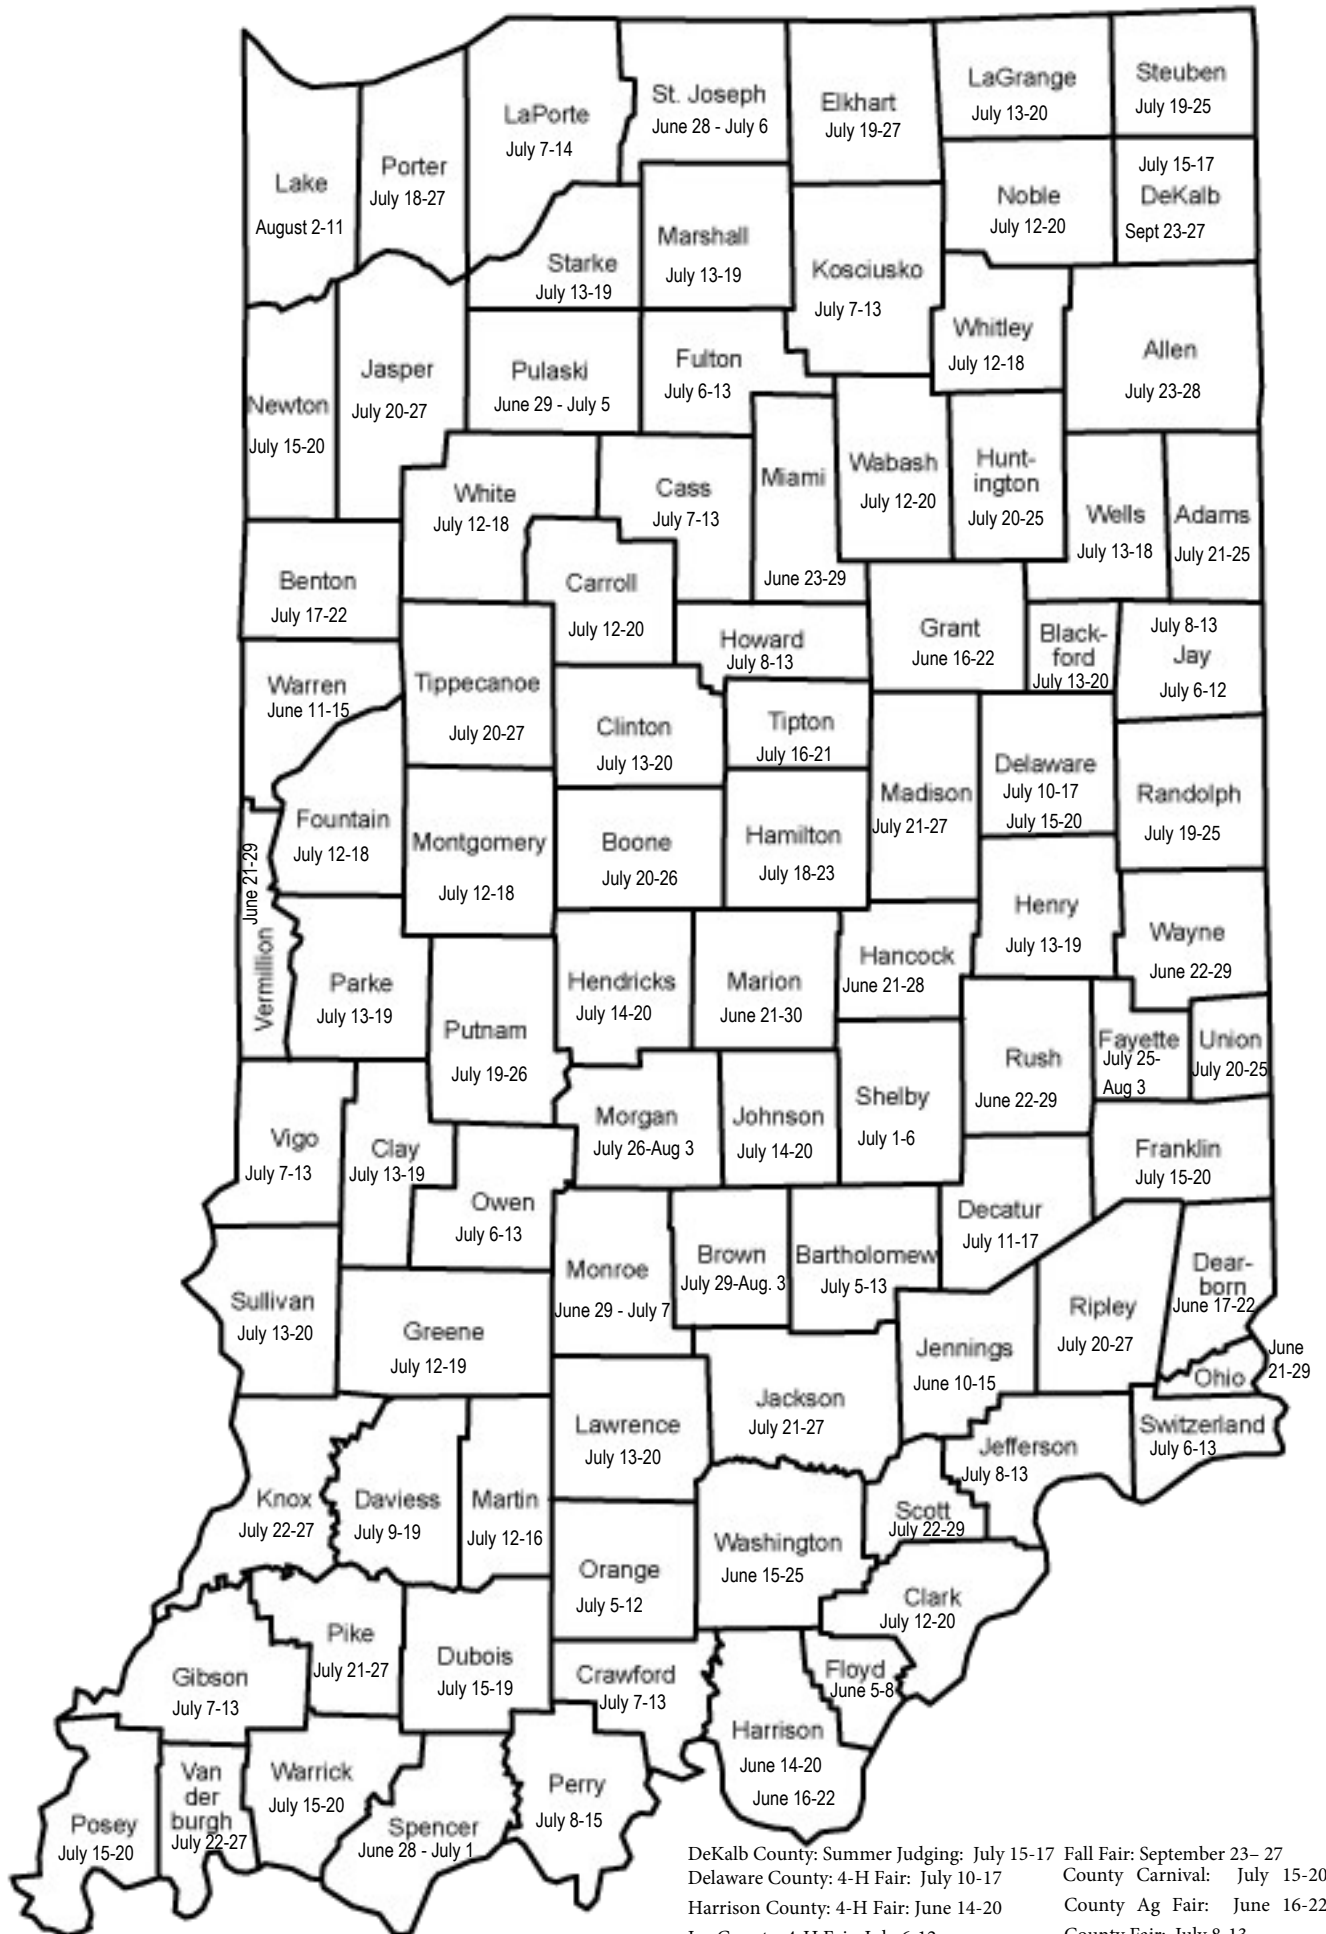 LaGrange
July 13-20
Steuben
July 19-25
St. Joseph
June 28 - July 6
Elkhart
July 19-27
LaPorte
July 7-14
Lake
August 2-11
Porter
July 18-27
Noble
July 12-20
July 15-17
DeKalb
Sept 23-27
Starke
July 13-19
Marshall
July 13-19
Kosciusko
July 7-13
Whitley
July 12-18
Allen
July 23-28
Newton
July 15-20
Jasper
July 20-27
Pulaski
June 29 - July 5
Fulton
July 6-13
White
July 12-18
Cass
July 7-13
Miami
June 23-29
Wabash
July 12-20
Hunt-
ington
July 20-25
Wells
July 13-18
Adams
July 21-25
Benton
July 17-22
Carroll
July 12-20
Howard
July 8-13
Grant
June 16-22
Black-
ford
July 13-20
July 8-13
Jay
July 6-12
Warren
June 11-15
Tippecanoe
July 20-27
Clinton
July 13-20
Tipton
July 16-21
Madison
July 21-27
Delaware
July 10-17
July 15-20
Randolph
July 19-25
Fountain
July 12-18
Montgomery
July 12-18
Boone
July 20-26
Hamilton
July 18-23
June 21-29
Vermillion
Parke
July 13-19
Putnam
July 19-26
Hendricks
July 14-20
Marion
June 21-30
Hancock
June 21-28
Henry
July 13-19
Wayne
June 22-29
Rush
June 22-29
Fayette
July 25-
Aug 3
Union
July 20-25
Vigo
July 7-13
Clay
July 13-19
Owen
July 6-13
Morgan
July 26-Aug 3
Johnson
July 14-20
Shelby
July 1-6
Franklin
July 15-20
Sullivan
July 13-20
Greene
July 12-19
Monroe
June 29 - July 7
Brown
July 29-Aug. 3
Bartholomew
July 5-13
Decatur
July 11-17
Ripley
July 20-27
Dear-
born
June 17-22
Ohio
June
21-29
Jennings
June 10-15
Jackson
July 21-27
Lawrence
July 13-20
Switzerland
July 6-13
Jefferson
July 8-13
Knox
July 22-27
Daviess
July 9-19
Martin
July 12-16
Orange
July 5-12
Washington
June 15-25
Scott
July 22-29
Clark
July 12-20
Gibson
July 7-13
Pike
July 21-27
Dubois
July 15-19
Crawford
July 7-13
Floyd
June 5-8
Harrison
June 14-20
June 16-22
Posey
July 15-20
Van
der
burgh
July 22-27
Warrick
July 15-20
Spencer
June 28 - July 1
Perry
July 8-15
DeKalb County: Summer Judging: July 15-17 Fall Fair: September 23– 27
Delaware County: 4-H Fair: July 10-17 County Carnival: July 15-20
Harrison County: 4-H Fair: June 14-20 County Ag Fair: June 16-22
County Fair: July 8-13